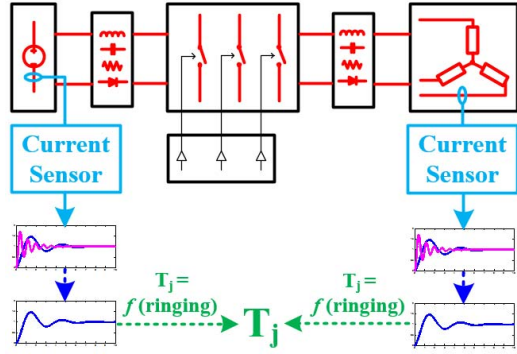 Current
Sensor
Current
Sensor
Tj=
f (ringing)
Tj
Tj=
f (ringing)